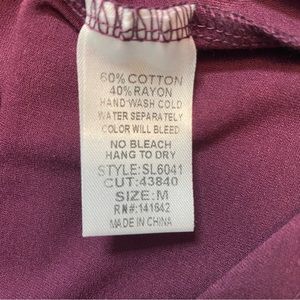 60% COTTON
40% RAYON
HAND WASH COLD
WATER SEPARATELY
COLOR WILL BLEED
NO BLEACH
HANG TO DRY
STYLE: SL6041
CUT: 43840
SIZE: M
RN#: 141642
MADE IN CHINA